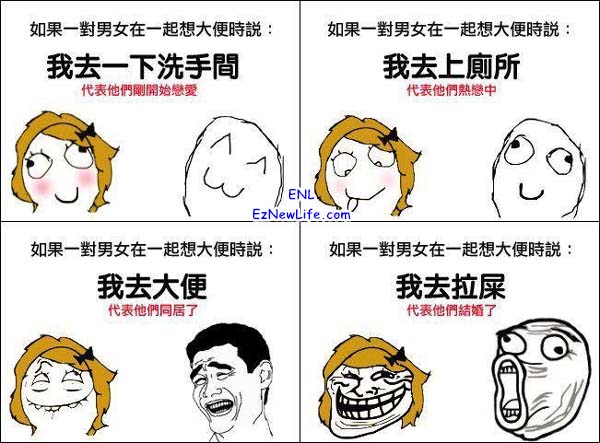 如果一對男女在一起想大便時説：
我去一下洗手間
代表他們剛開始戀愛
如果一對男女在一起想大便時説：
我去上廁所
代表他們熱戀中
ENL.
EzNewLife.com
如果一對男女在一起想大便時説：
我去大便
代表他們同居了
如果一對男女在一起想大便時説：
我去拉屎
代表他們結婚了